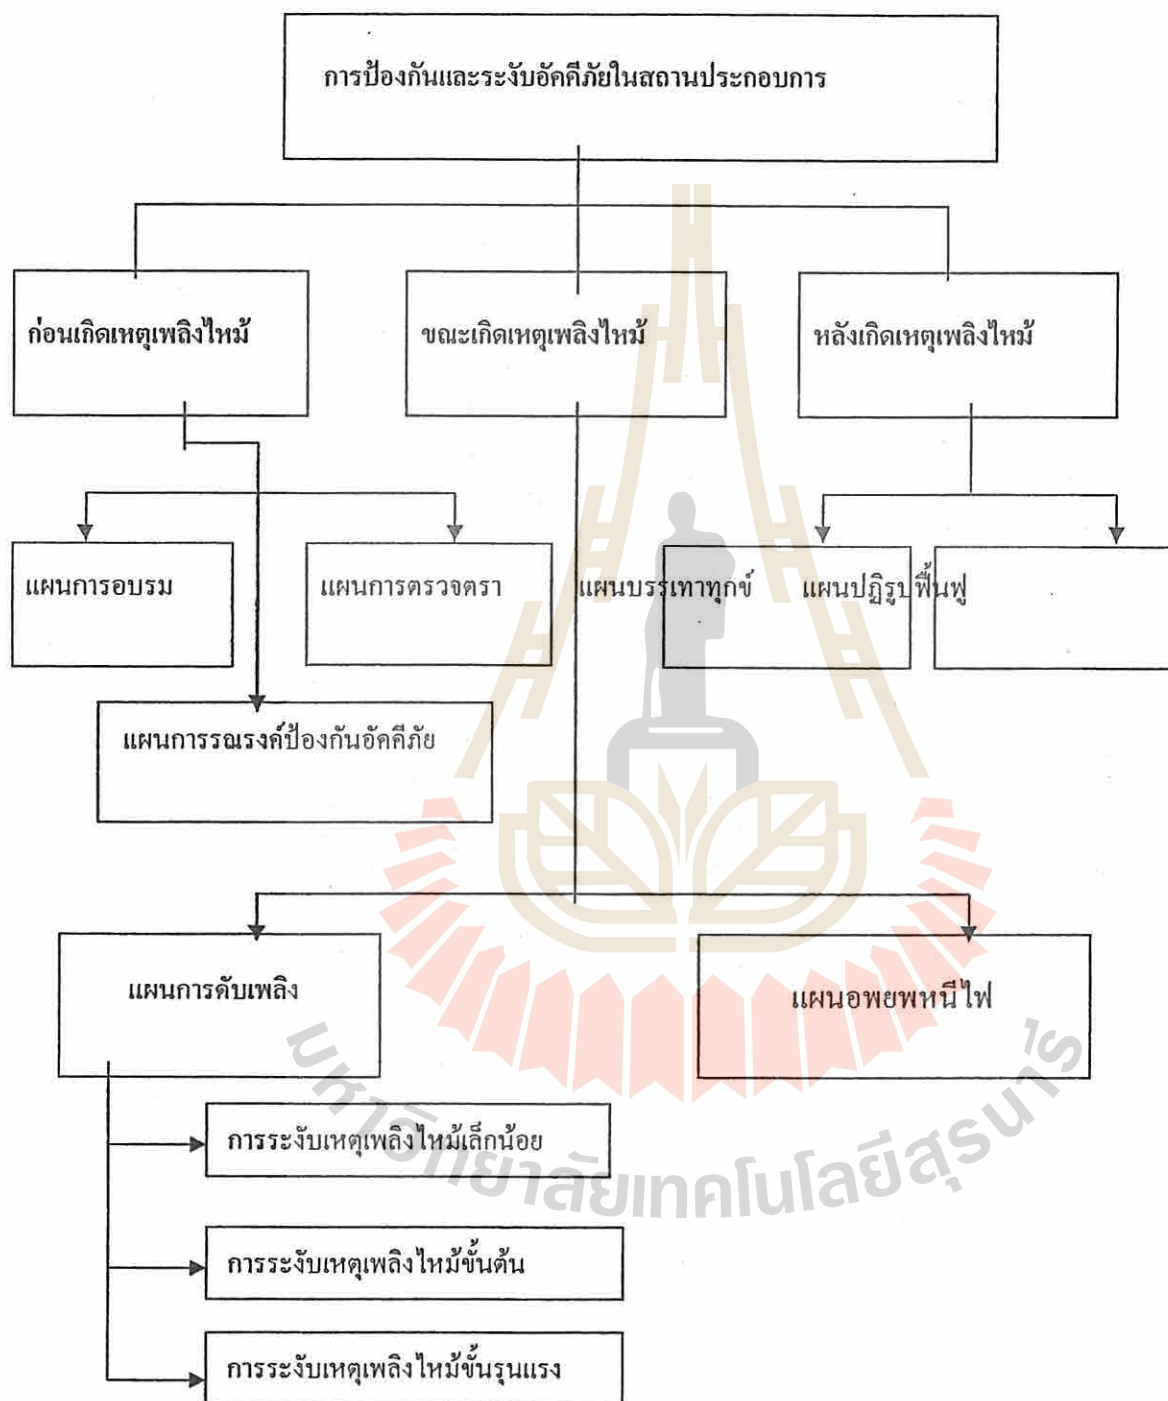 การป้องกันและระงับอัคคีภัยในสถานประกอบการ
ก่อนเกิดเหตุเพลิงไหม้
ขณะเกิดเหตุเพลิงไหม้
หลังเกิดเหตุเพลิงไหม้
แผนการอบรม
แผนการตรวจตรา
แผนบรรเทาทุกข์
แผนปฏิรูปฟื้นฟู
แผนการรณรงค์ป้องกันอัคคีภัย
แผนการดับเพลิง
แผนอพยพหนีไฟ
การระงับเหตุเพลิงไหม้เล็กน้อย
การระงับเหตุเพลิงไหม้ขั้นต้น
การระงับเหตุเพลิงไหม้ขั้นรุนแรง
มหาวิทยาลัยเทคโนโลยีสุรนารี